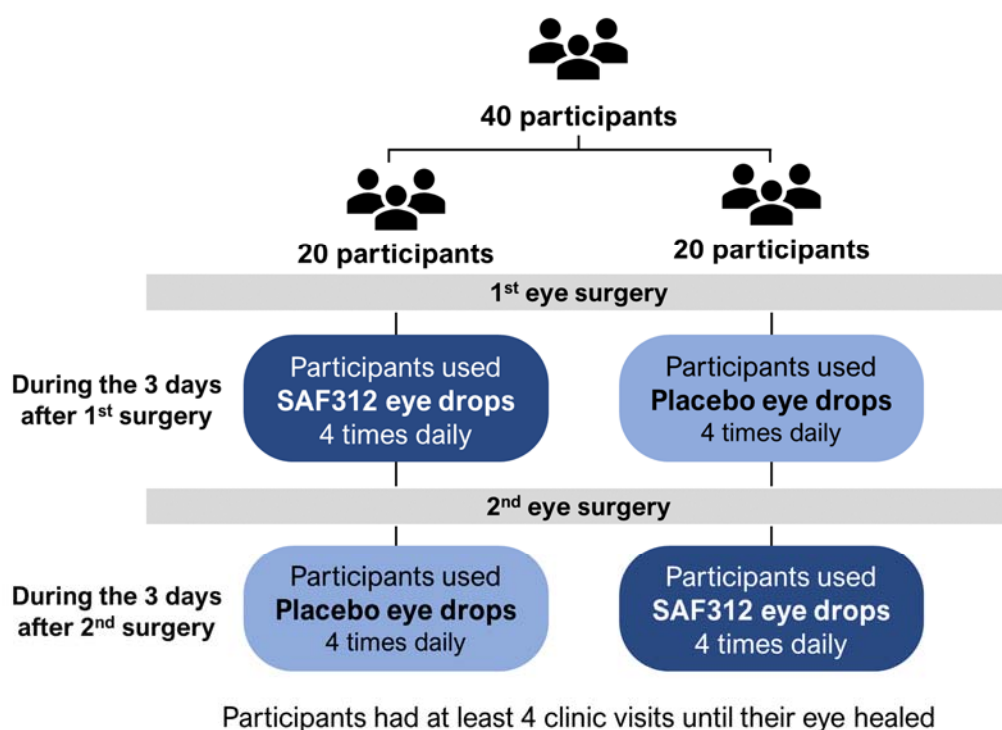 40 participants
20 participants
20 participants
1st eye surgery
During the 3 days
after 1st surgery
Participants used
SAF312 eye drops
4 times daily
Participants used
Placebo eye drops
4 times daily
2nd eye surgery
During the 3 days
after 2nd surgery
Participants used
Placebo eye drops
4 times daily
Participants used
SAF312 eye drops
4 times daily
Participants had at least 4 clinic visits until their eye healed